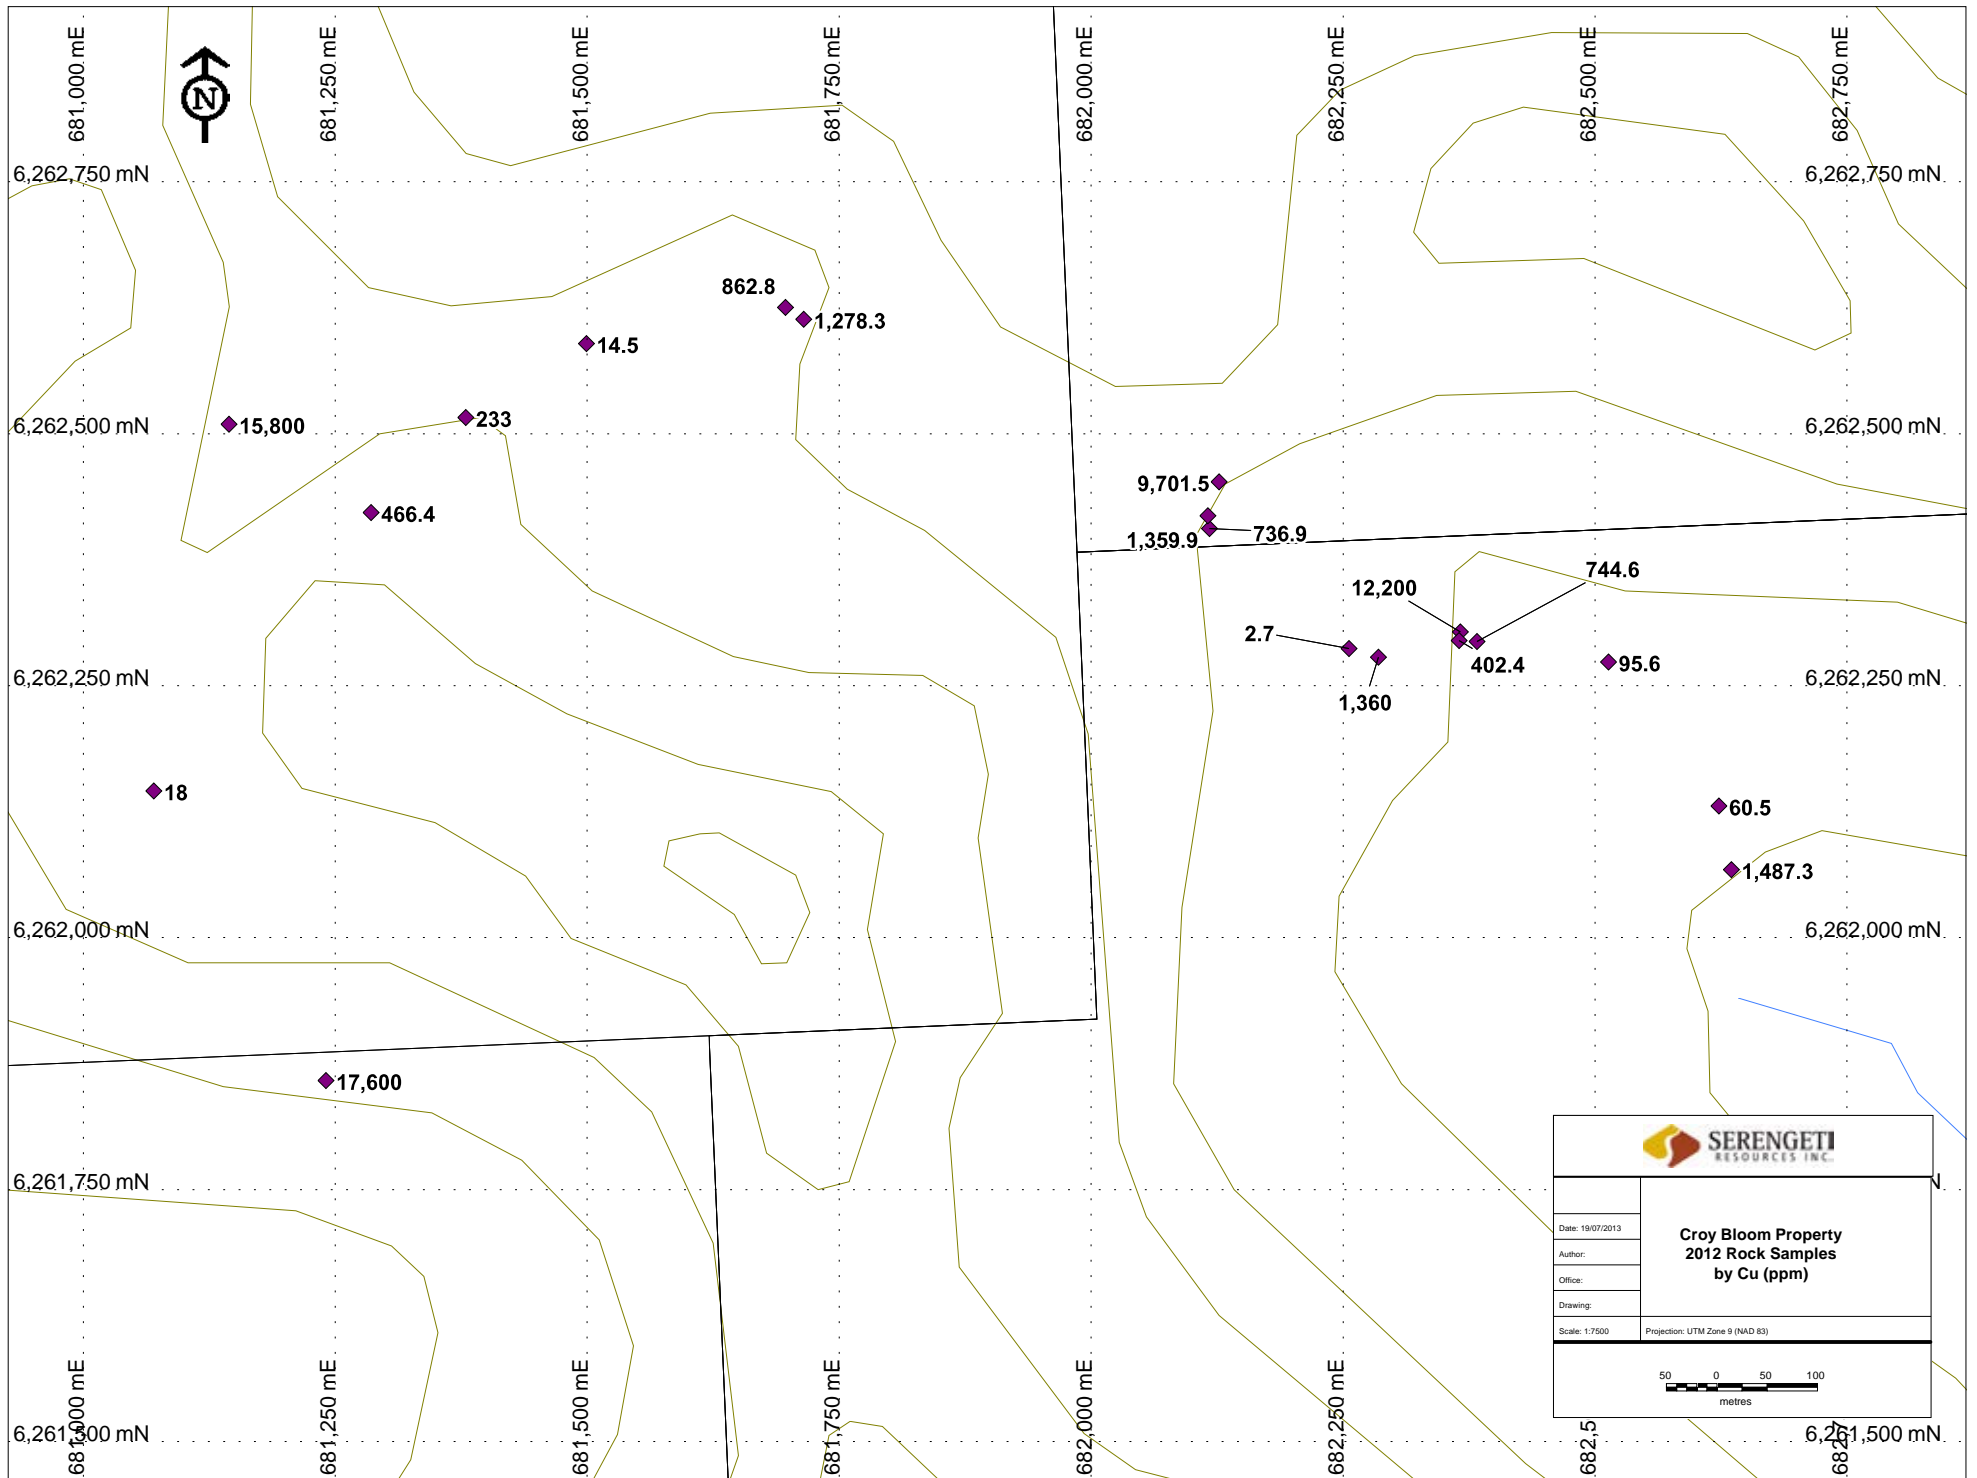 681,000 mE
681,250 mE
681,500 mE
681,750 mE
682,000 mE
682,250 mE
682,500 mE
682,750 mE
N
6,262,750 mN
6,262,750 mN
862.8
1,278.3
14.5
15,800
233
6,262,500 mN
6,262,500 mN
466.4
9,701.5
1,359.9
736.9
744.6
12,200
2.7
402.4
95.6
1,360
6,262,250 mN
6,262,250 mN
18
60.5
1,487.3
6,262,000 mN
6,262,000 mN
17,600
6,261,750 mN
N
SERENGETI
RESOURCES INC.
Date: 19/07/2013
Author:
Office:
Drawing:
Scale: 1:7500
Croy Bloom Property
2012 Rock Samples
by Cu (ppm)
Projection: UTM Zone 9 (NAD 83)
50 0 50 100
metres
6,261,500 mN
6,261,500 mN
681,000 mE
681,250 mE
681,500 mE
681,750 mE
682,000 mE
682,250 mE
682,5
682,7